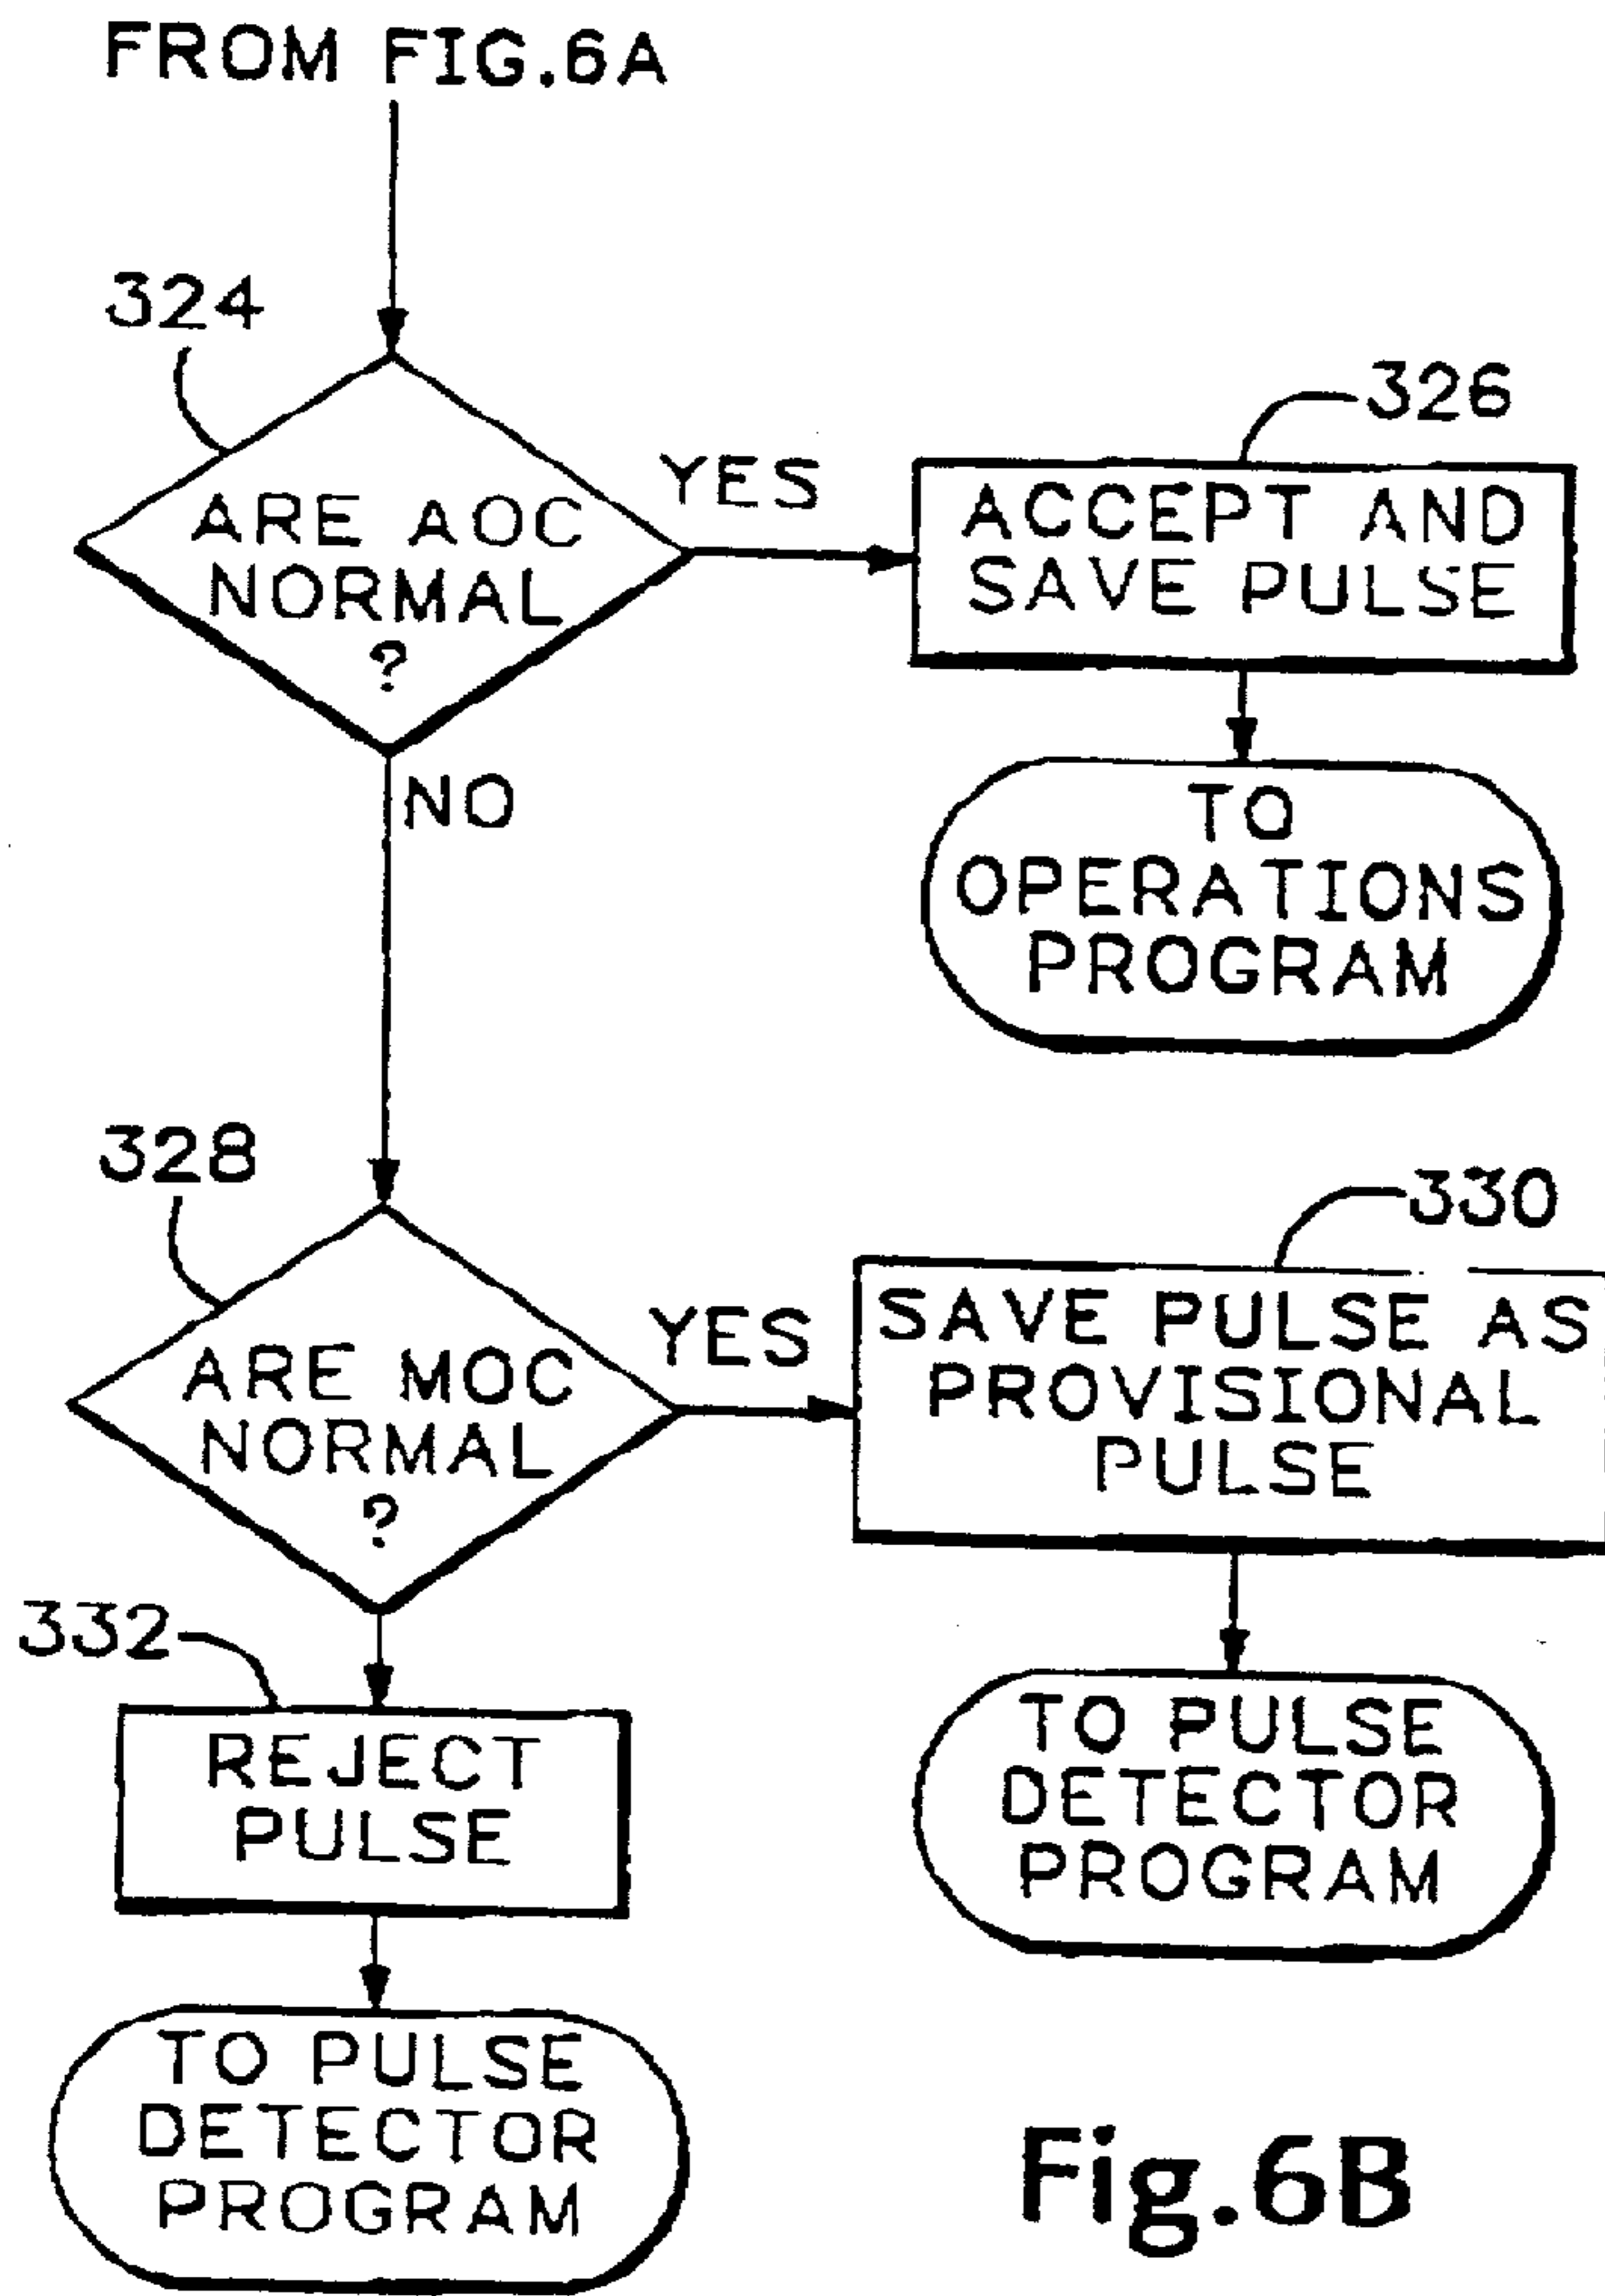 FROM FIG.6A
324
ARE AOC
NORMAL
?
YES
326
ACCEPT AND
SAVE PULSE
TO
OPERATIONS
PROGRAM
NO
328
ARE MOC
NORMAL
?
YES
330
SAVE PULSE AS
PROVISIONAL
PULSE
TO PULSE
DETECTOR
PROGRAM
332
REJECT
PULSE
TO PULSE
DETECTOR
PROGRAM
Fig.6B